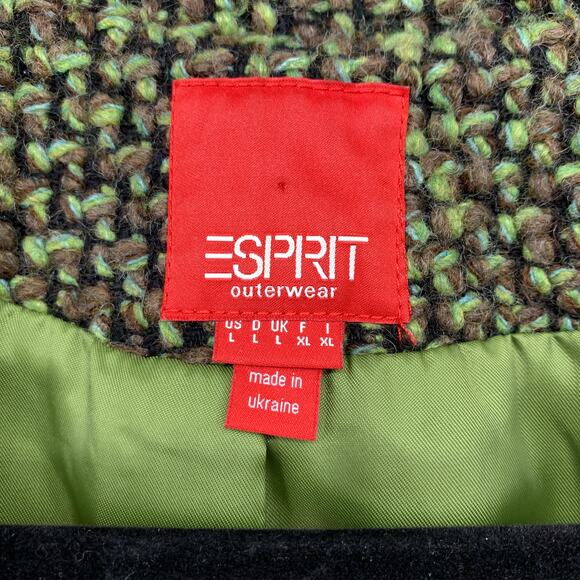 ESPRIT
outerwear
US D UK F I
L L L XL XL
made in
ukraine